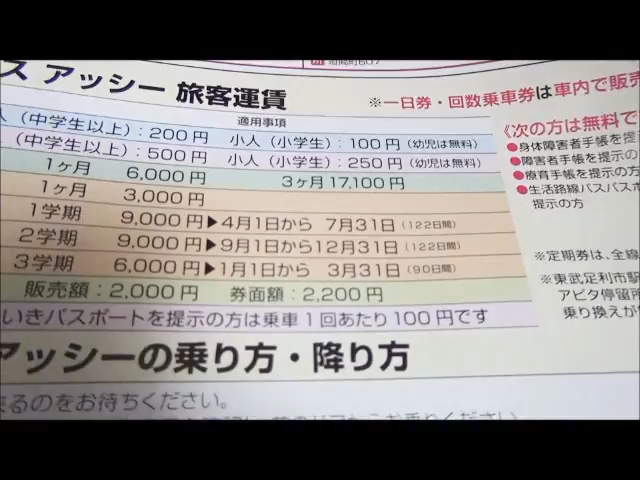 ス アッシー 旅客運賃
※一日券・回数乗車券は車内で販売
適用事項
(中学生以上):200円 小人(小学生):100円(幼児は無料)
(中学生以上):500円 小人(小学生):250円(幼児は無料)
1ヶ月 6,000円 3ヶ月17,100円
1ヶ月 3,000円
1学期 9,000円▶4月1日から 7月31日(122日間)
2学期 9,000円▶9月1日から12月31日(122日間)
3学期 6,000円▶1月1日から 3月31日(90日間)
販売額:2,000円 券面額:2,200円
いきパスポートを提示の方は乗車1回あたり100円です
《次の方は無料で
●身体障害者手帳を提
●障害者手帳を提示の
●療育手帳を提示の方
●生活路線バスパスポ
提示の方
※定期券は、全線
※東武足利市駅
アピタ停留所
乗り換えが
アッシーの乗り方・降り方
来るのをお待ちください。